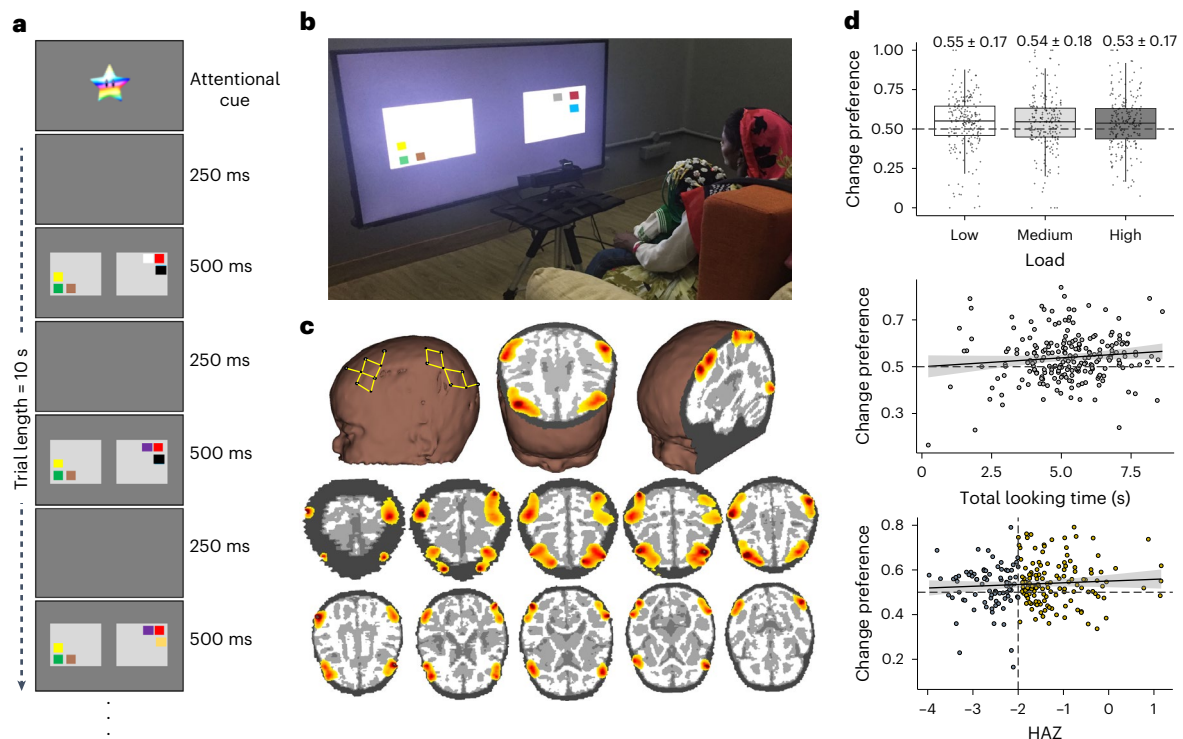 a
Attentional
cue
250 ms
500 ms
250 ms
500 ms
250 ms
500 ms
Trial length = 10 s
b
c
d
0.55 ± 0.17 0.54 ± 0.18 0.53 ± 0.17
1.00
0.75
0.50
0.25
0
Change preference
Low Medium High
Load
0.7
0.5
0.3
Change preference
0 2.5 5.0 7.5
Total looking time (s)
0.8
0.6
0.4
0.2
Change preference
−4 −3 −2 −1 0 1
HAZ